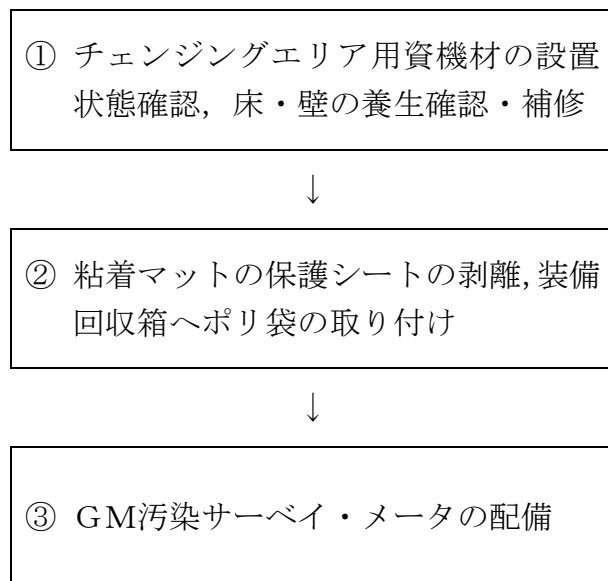 ① チェンジングエリア用資機材の設置
状態確認，床・壁の養生確認・補修
↓
② 粘着マットの保護シートの剥離，装備
回収箱へポリ袋の取り付け
↓
③ ＧＭ汚染サーベイ・メータの配備